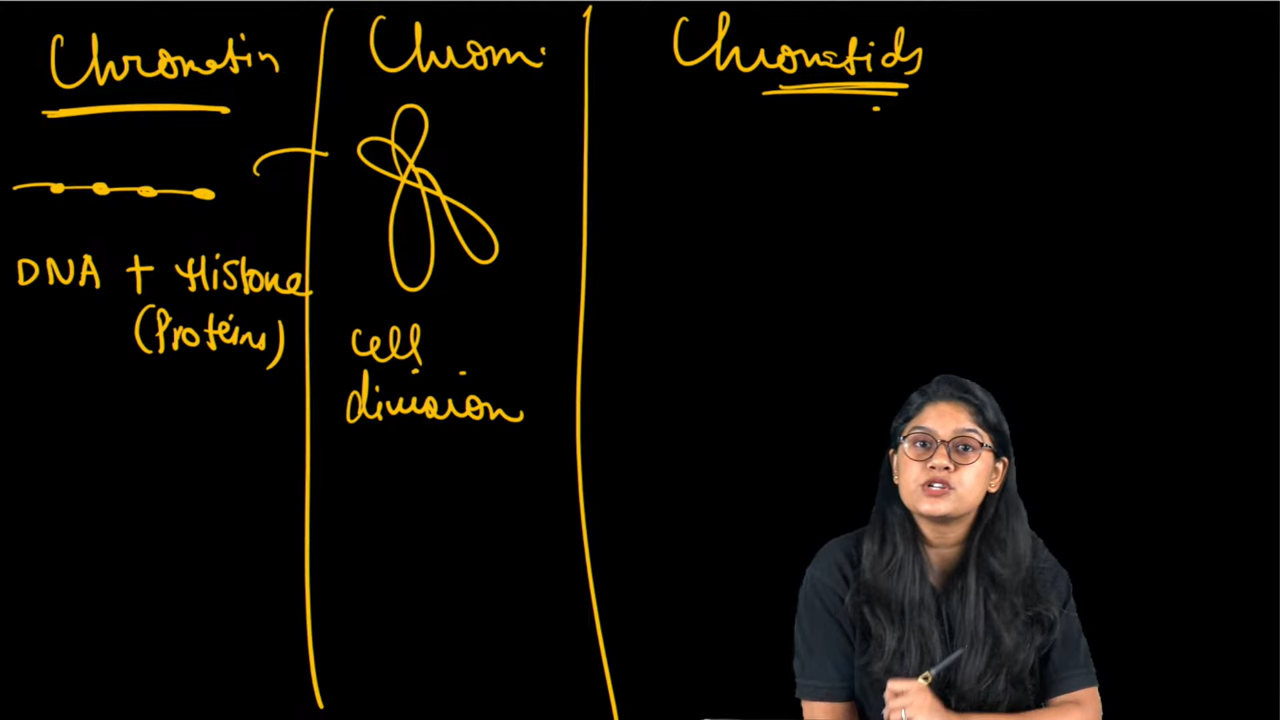 Chromatin
Chrom.
Chromatids
DNA + Histone
(Proteins)
cell
division